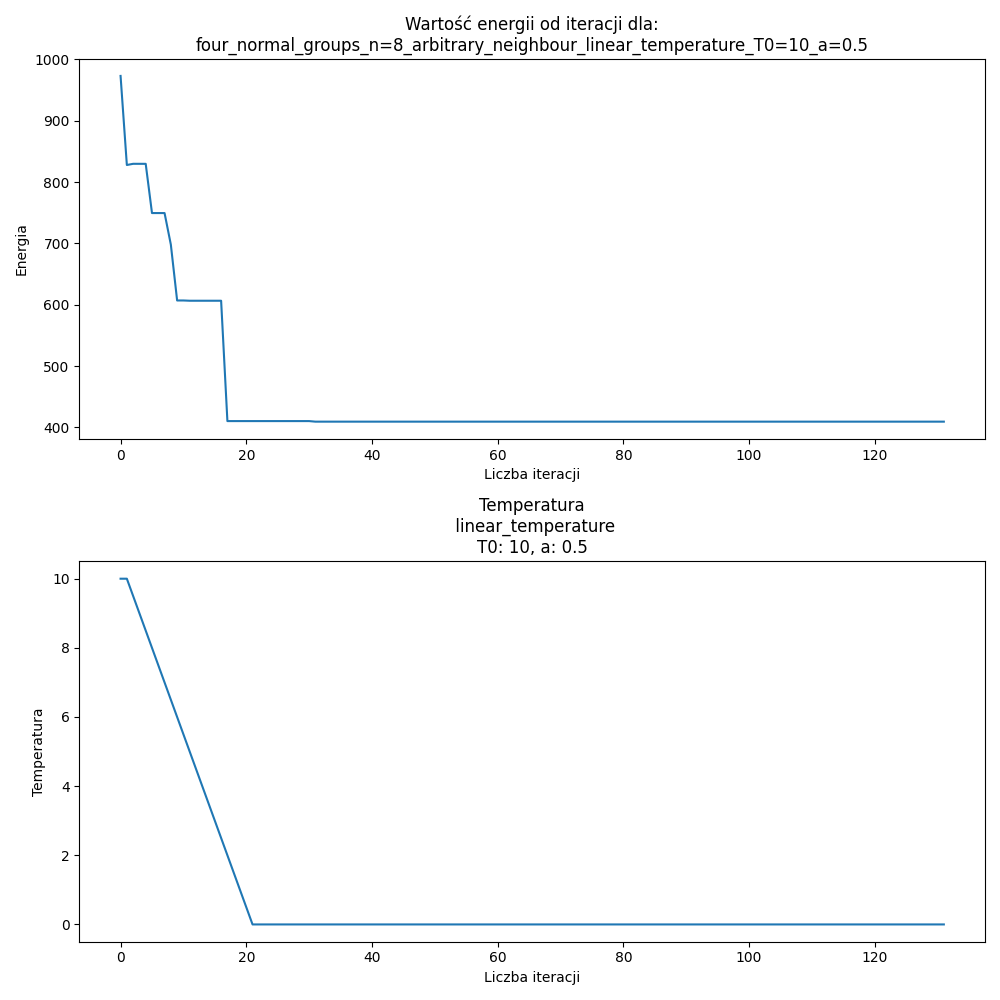 Wartość energii od iteracji dla:
four_normal_groups_n=8_arbitrary_neighbour_linear_temperature_T0=10_a=0.5
1000
900
800
700
600
500
400
Energia
0 20 40 60 80 100 120
Liczba iteracji
Temperatura
linear_temperature
T0: 10, a: 0.5
10
8
6
4
2
0
Temperatura
0 20 40 60 80 100 120
Liczba iteracji